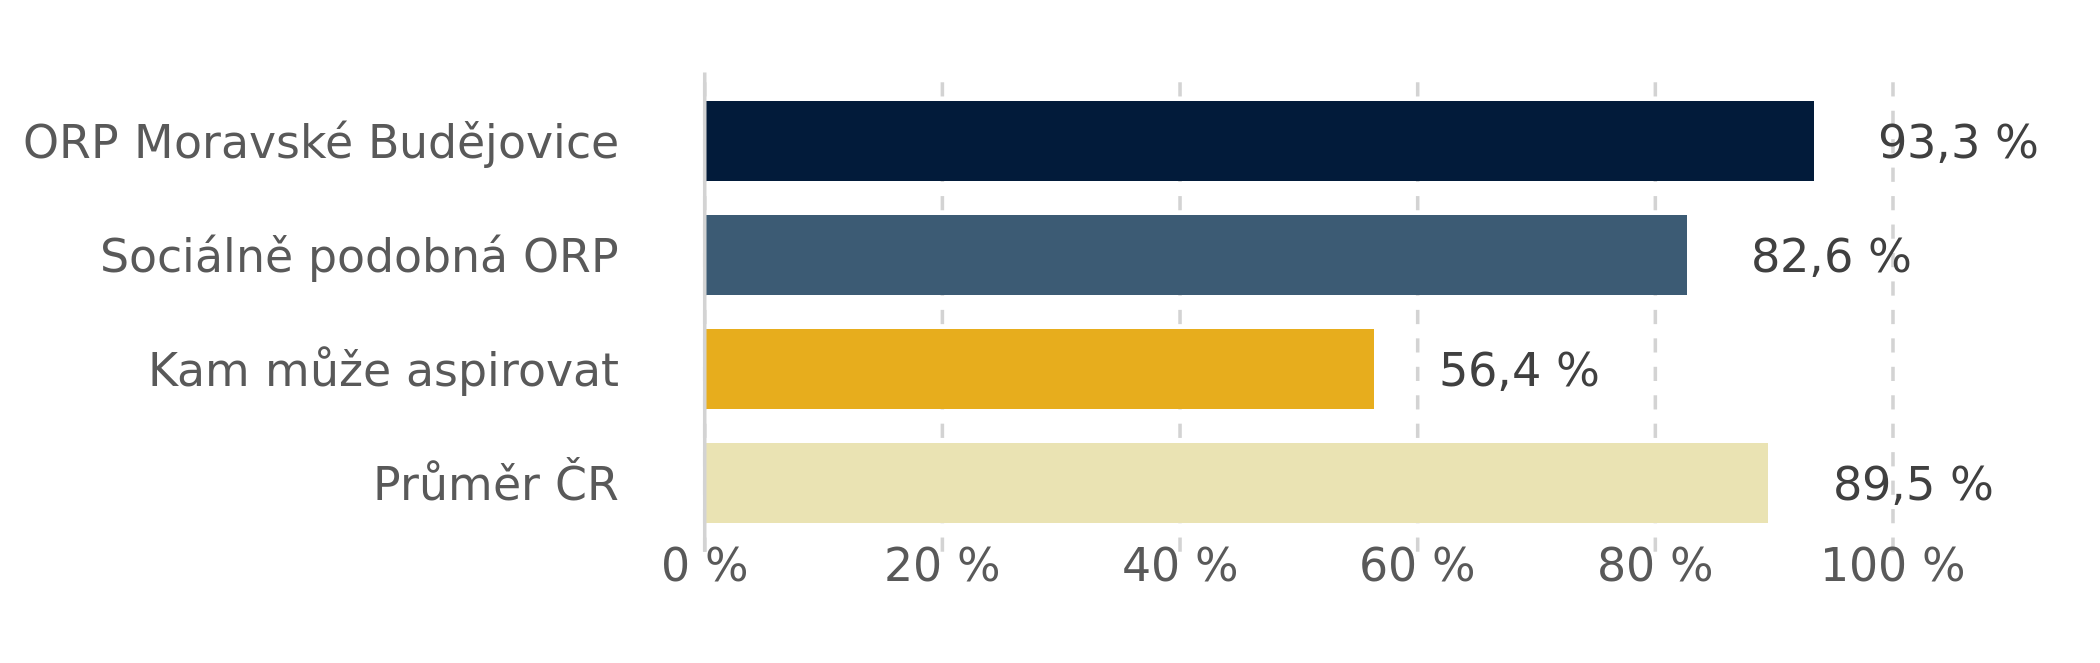 ORP Moravské Budějovice 93,3 %
Sociálně podobná ORP 82,6 %
Kam může aspirovat 56,4 %
Průměr ČR 89,5 %
0 % 20 % 40 % 60 % 80 % 100 %